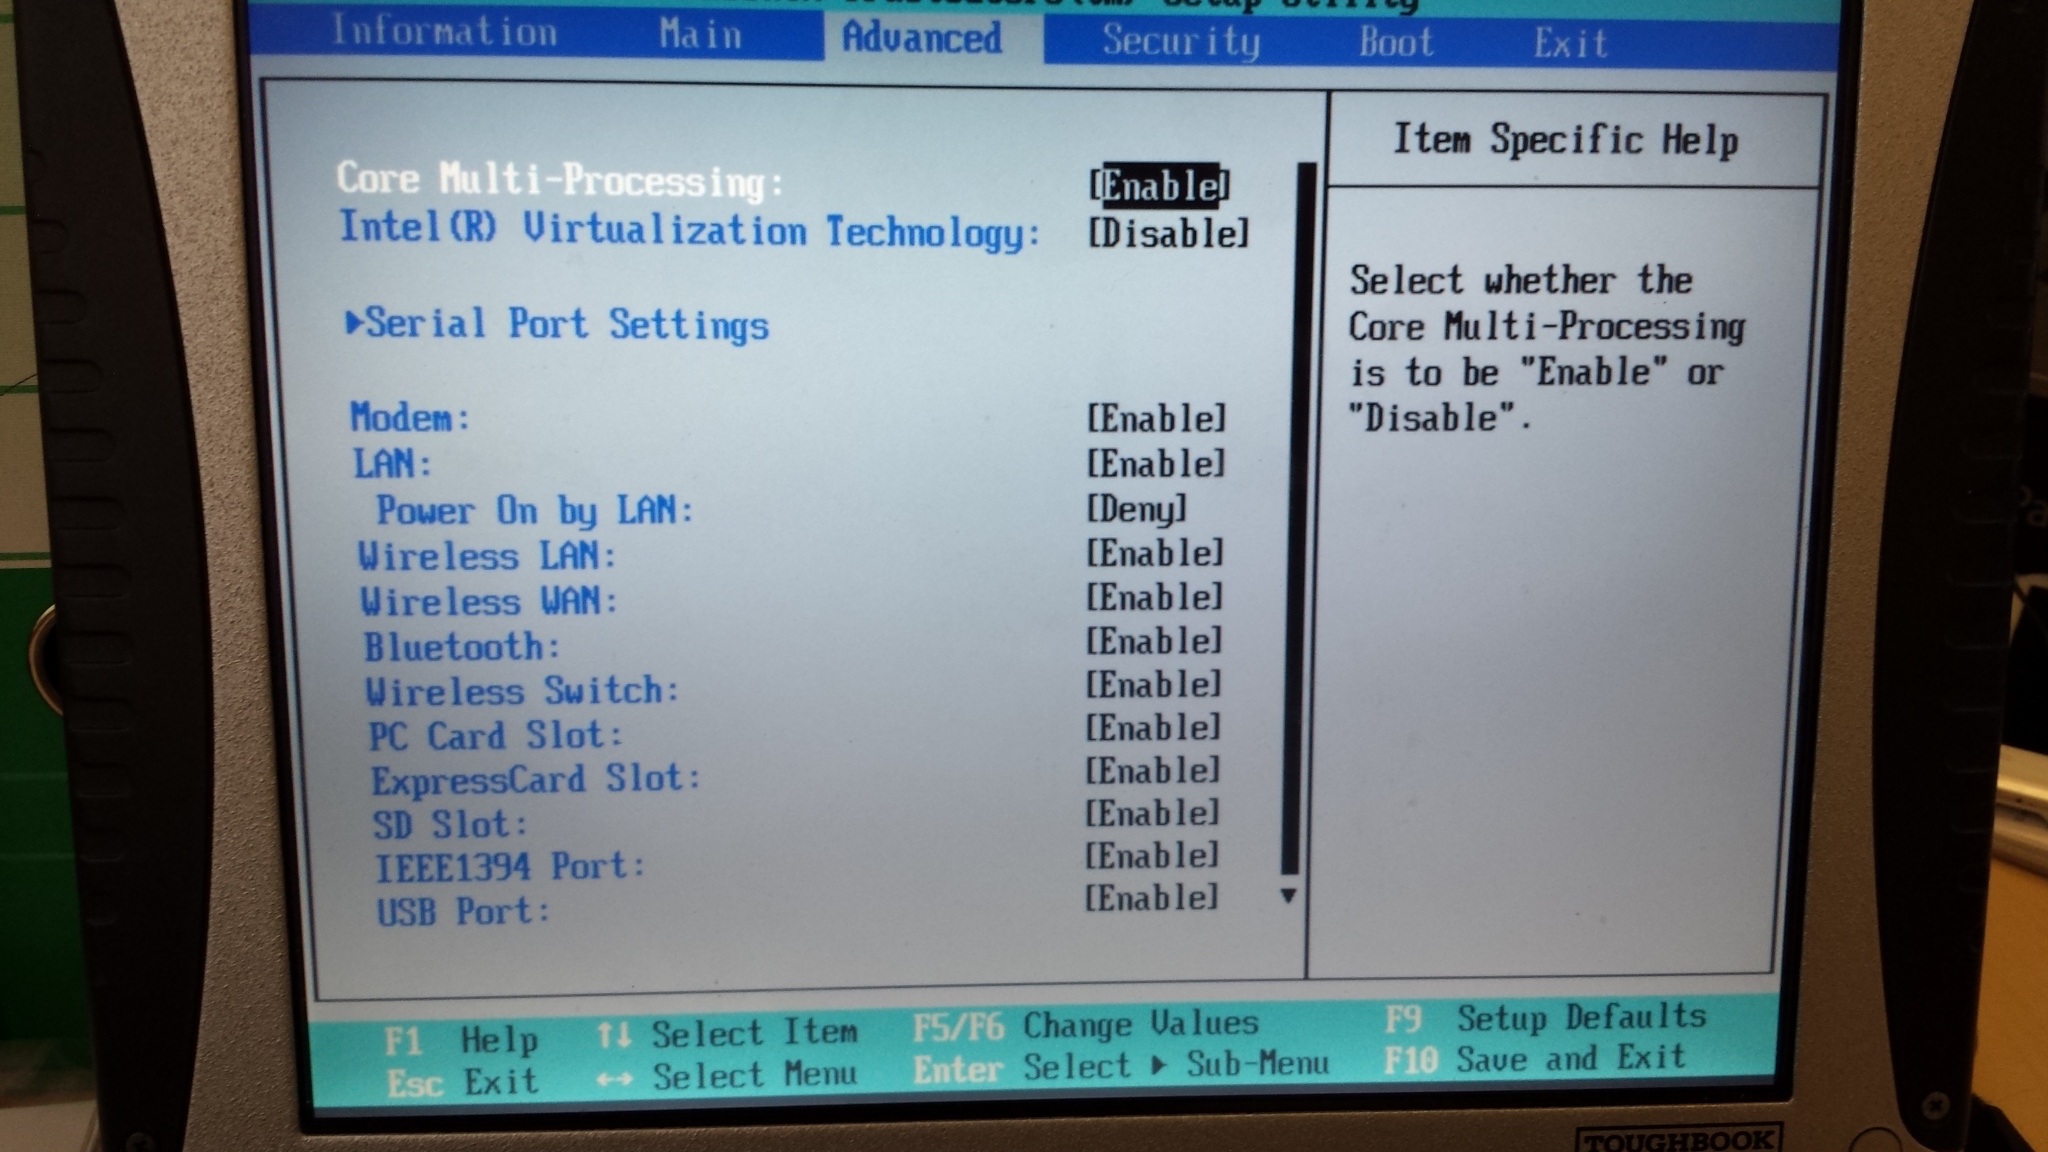 Setup Utility
Information Main Advanced Security Boot Exit
Item Specific Help
Core Multi-Processing: [Enable]
Intel(R) Virtualization Technology: [Disable]
▶Serial Port Settings
Modem: [Enable]
LAN: [Enable]
Power On by LAN: [Deny]
Wireless LAN: [Enable]
Wireless WAN: [Enable]
Bluetooth: [Enable]
Wireless Switch: [Enable]
PC Card Slot: [Enable]
ExpressCard Slot: [Enable]
SD Slot: [Enable]
IEEE1394 Port: [Enable]
USB Port: [Enable]
Select whether the
Core Multi-Processing
is to be "Enable" or
"Disable".
F1 Help ↑↓ Select Item F5/F6 Change Values F9 Setup Defaults
Esc Exit ←→ Select Menu Enter Select ▶ Sub-Menu F10 Save and Exit
TOUGHBOOK